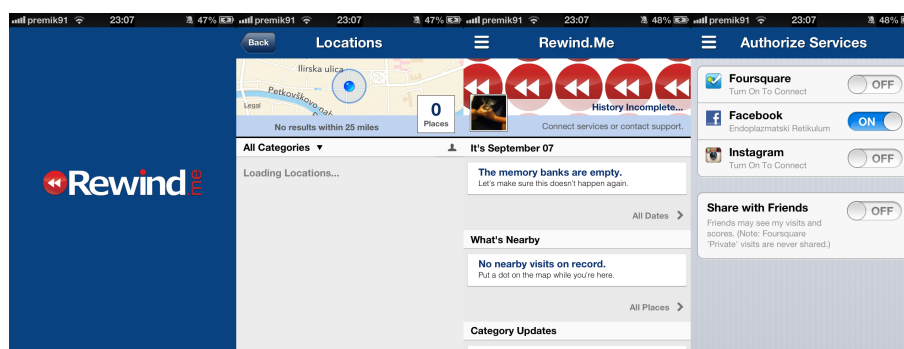 premik91 23:07 47%
Rewind.me
premik91 23:07 47%
Back Locations
Ilirska ulica
Petkovškovo nab
Legal
No results within 25 miles
0
Places
All Categories ▼
Loading Locations...
premik91 23:07 48%
Rewind.Me
History Incomplete...
Connect services or contact support.
It's September 07
The memory banks are empty.
Let's make sure this doesn't happen again.
All Dates
What's Nearby
No nearby visits on record.
Put a dot on the map while you're here.
All Places
Category Updates
premik91 23:07 48%
Authorize Services
Foursquare
Turn On To Connect
OFF
Facebook
Endoplazmatski Retikulum
ON
Instagram
Turn On To Connect
OFF
Share with Friends
Friends may see my visits and
scores. (Note: Foursquare
'Private' visits are never shared.)
OFF